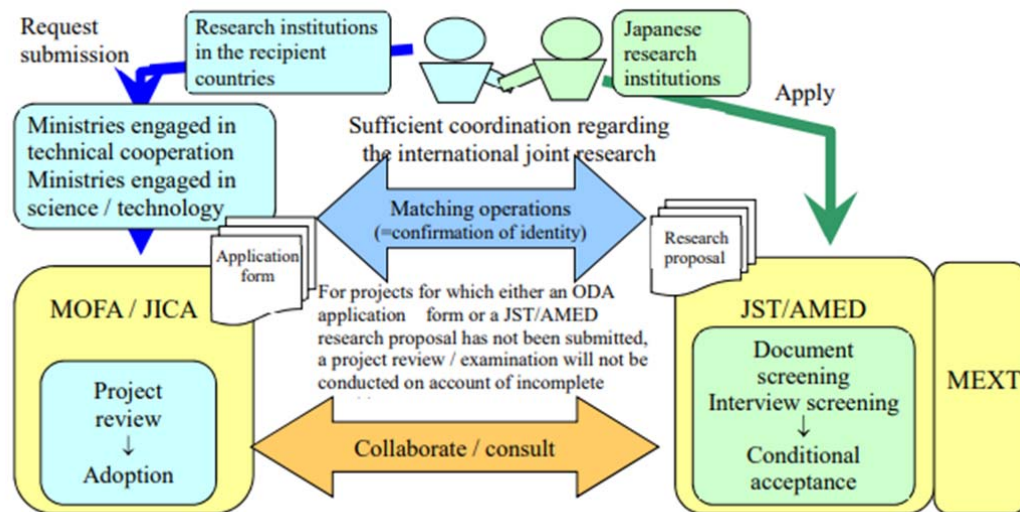 Request
submission
Research institutions
in the recipient
countries
Japanese
research
institutions
Apply
Ministries engaged in
technical cooperation
Ministries engaged in
science / technology
Sufficient coordination regarding
the international joint research
Matching operations
(=confirmation of identity)
Application
form
Research
proposal
For projects for which either an ODA
application form or a JST/AMED
research proposal has not been submitted,
a project review / examination will not be
conducted on account of incomplete
MOFA / JICA
Project
review
↓
Adoption
Collaborate / consult
JST/AMED
Document
screening
Interview screening
↓
Conditional
acceptance
MEXT